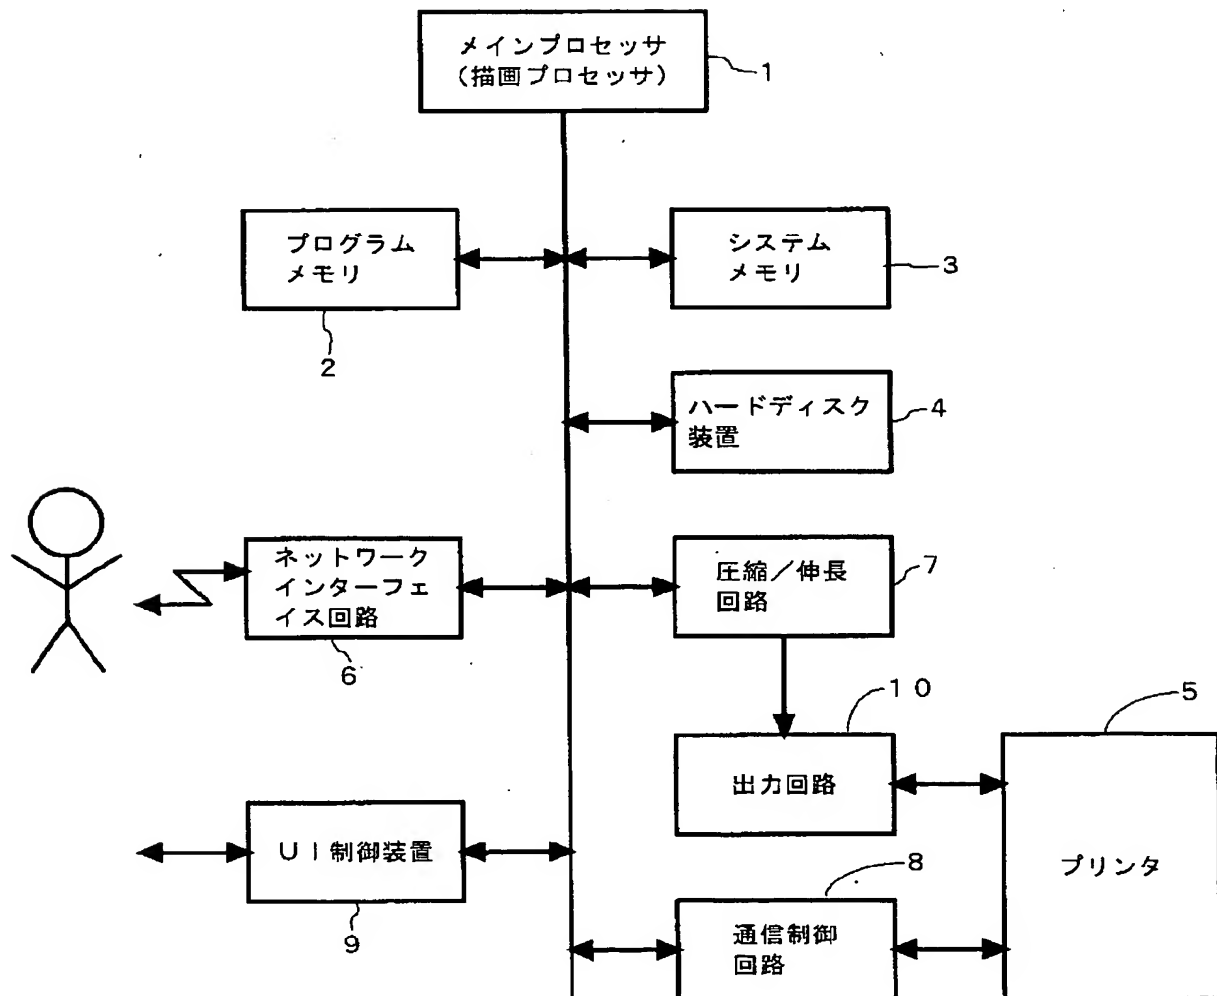 メインプロセッサ
(描画プロセッサ)
1
プログラム
メモリ
2
システム
メモリ
3
ハードディスク
装置
4
ネットワーク
インターフェ
イス回路
6
圧縮/伸長
回路
7
10
出力回路
5
プリンタ
UI制御装置
9
8
通信制御
回路